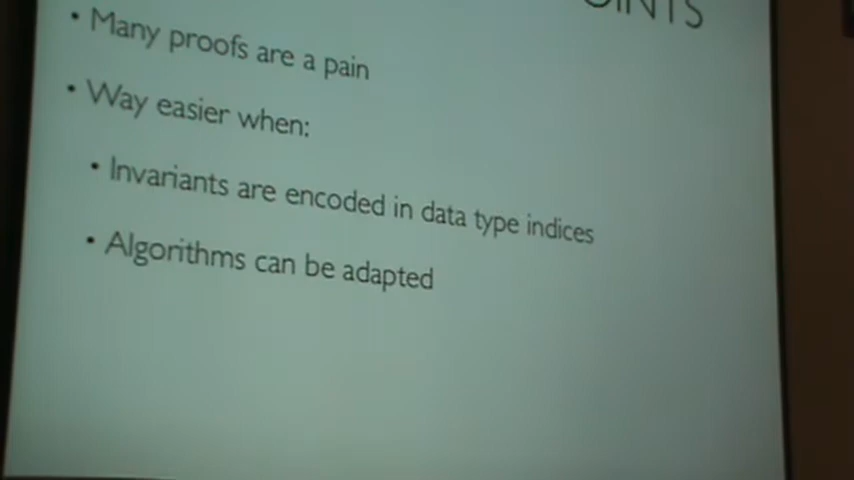 • Many proofs are a pain
• Way easier when:
• Invariants are encoded in data type indices
• Algorithms can be adapted